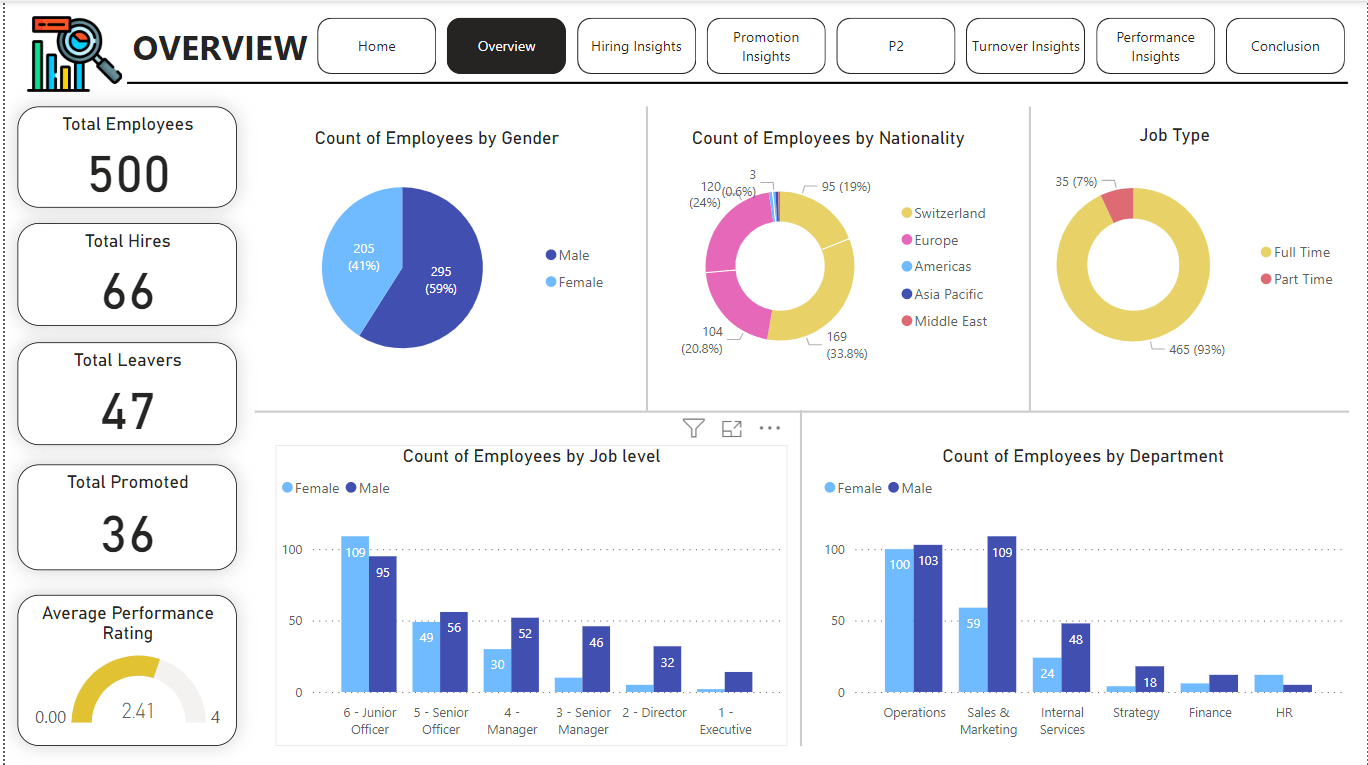 OVERVIEW
Home
Overview
Hiring Insights
Promotion
Insights
P2
Turnover Insights
Performance
Insights
Conclusion
Total Employees
500
Total Hires
66
Total Leavers
47
Total Promoted
36
Average Performance
Rating
0.00
2.41
4
Count of Employees by Gender
205
(41%)
295
(59%)
Male
Female
Count of Employees by Nationality
3
(0.6%)
120
(24%)
95 (19%)
104
(20.8%)
169
(33.8%)
Switzerland
Europe
Americas
Asia Pacific
Middle East
Job Type
35 (7%)
465 (93%)
Full Time
Part Time
Count of Employees by Job level
Female Male
100
50
0
109
95
49
56
30
52
46
32
6 - Junior
Officer
5 - Senior
Officer
4 -
Manager
3 - Senior
Manager
2 - Director
1 -
Executive
Count of Employees by Department
Female Male
100
50
0
100
103
59
109
24
48
18
Operations
Sales &
Marketing
Internal
Services
Strategy
Finance
HR